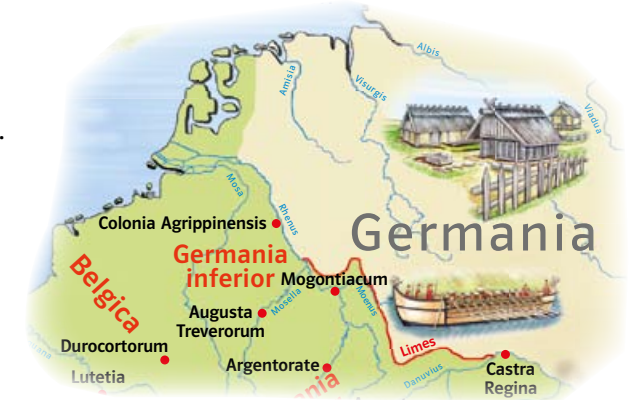 Albis
Amisia
Visurgis
Viadua
Mosa
Rhenus
Colonia Agrippinensis
Germania
Germania
inferior
Belgica
Mogontiacum
Mosella
Moenus
Augusta
Treverorum
Durocortorum
Limes
Lutetia
Argentorate
Danuvius
Castra
Regina